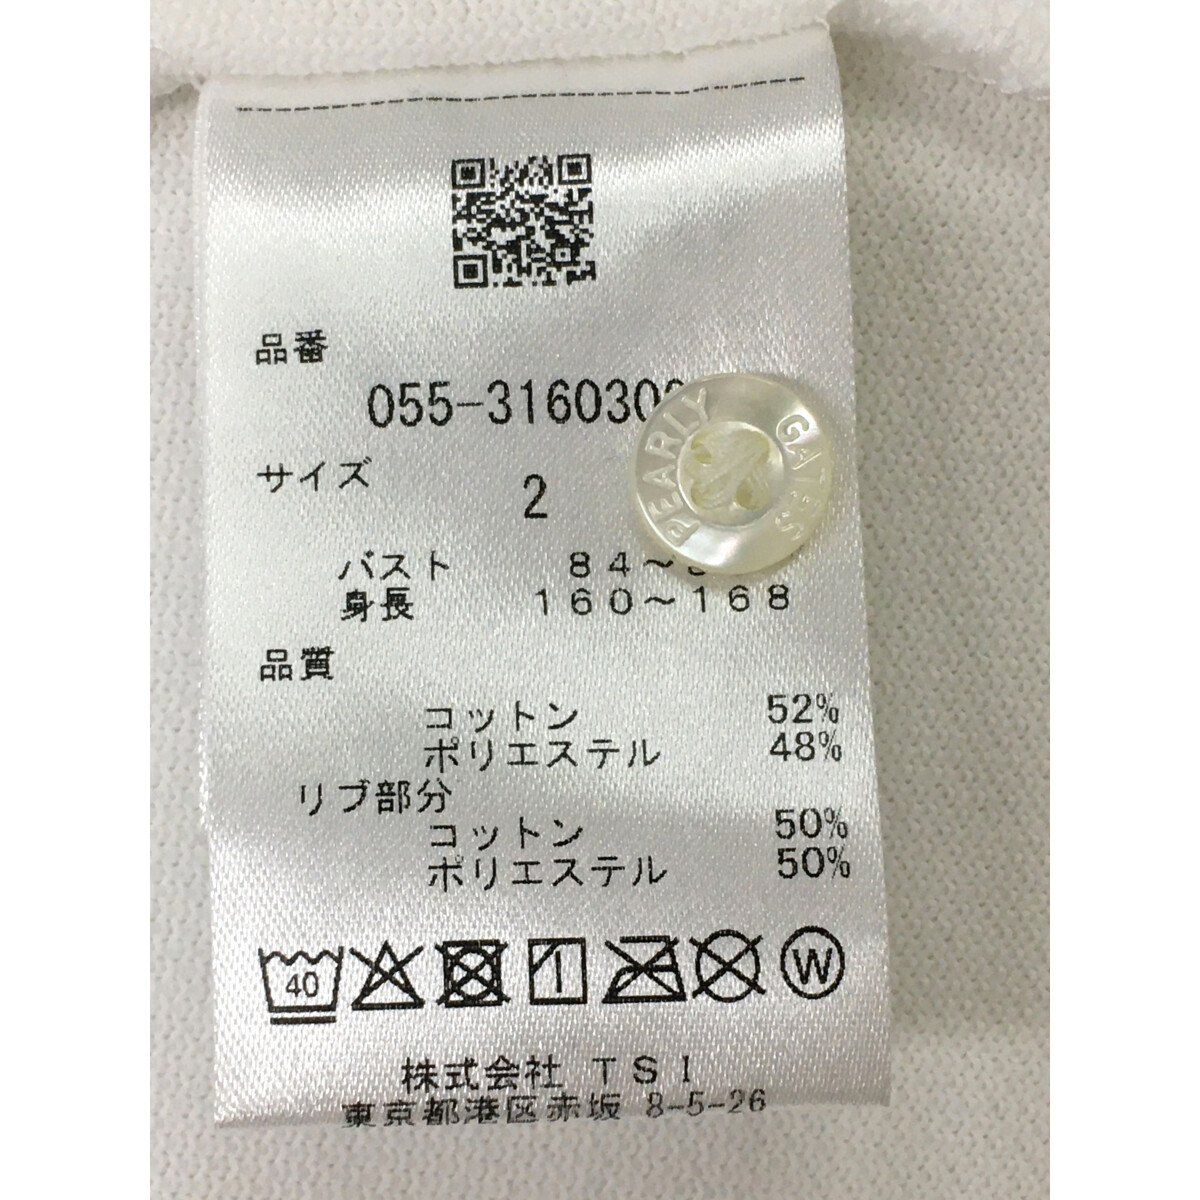 品番
055-316030
サイズ
2
PEARLY GATES
バスト 84～
身長 160～168
品質
コットン 52%
ポリエステル 48%
リブ部分
コットン 50%
ポリエステル 50%
40
W
株式会社 TSI
東京都港区赤坂 8-5-26